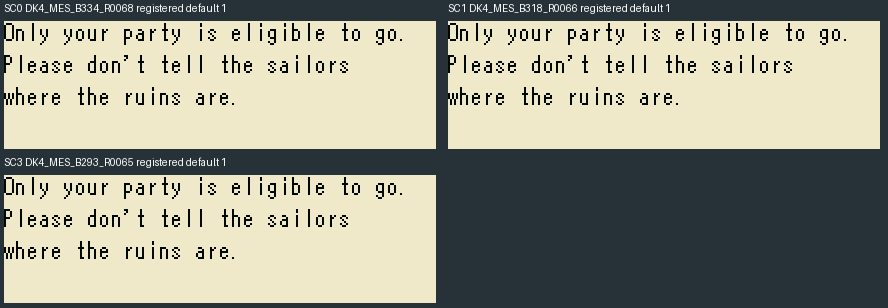 SC0 DK4_MES_B334_R0068 registered default 1
Only your party is eligible to go.
Please don't tell the sailors
where the ruins are.
SC1 DK4_MES_B318_R0066 registered default 1
Only your party is eligible to go.
Please don't tell the sailors
where the ruins are.
SC3 DK4_MES_B293_R0065 registered default 1
Only your party is eligible to go.
Please don't tell the sailors
where the ruins are.